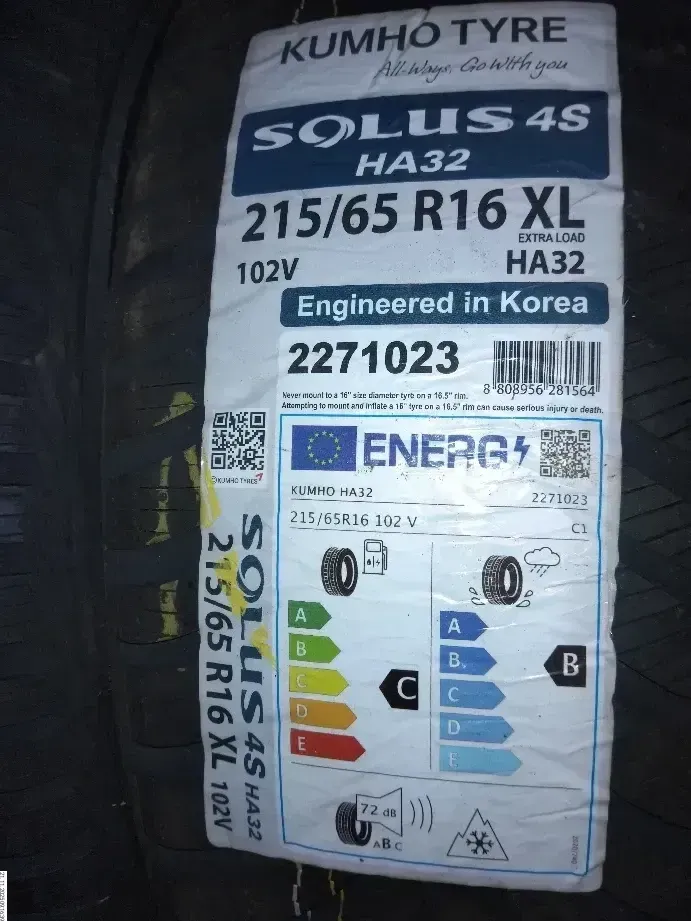 KUMHO TYRE
All-Ways. Go With you
SOLUS 4S
HA32
215/65 R16 XL
EXTRA LOAD
102V HA32
Engineered in Korea
2271023
8 808956 281564
Never mount to a 16" size diameter tyre on a 16.5" rim.
Attempting to mount and inflate a 16" tyre on a 16.5" rim can cause serious injury or death.
KUMHO TYRES
ENERG
KUMHO HA32 2271023
215/65R16 102 V C1
A
B
C
D
E
C
A
B
C
D
E
B
72 dB
ABC
SOLUS 4S HA32
215/65 R16 XL 102V